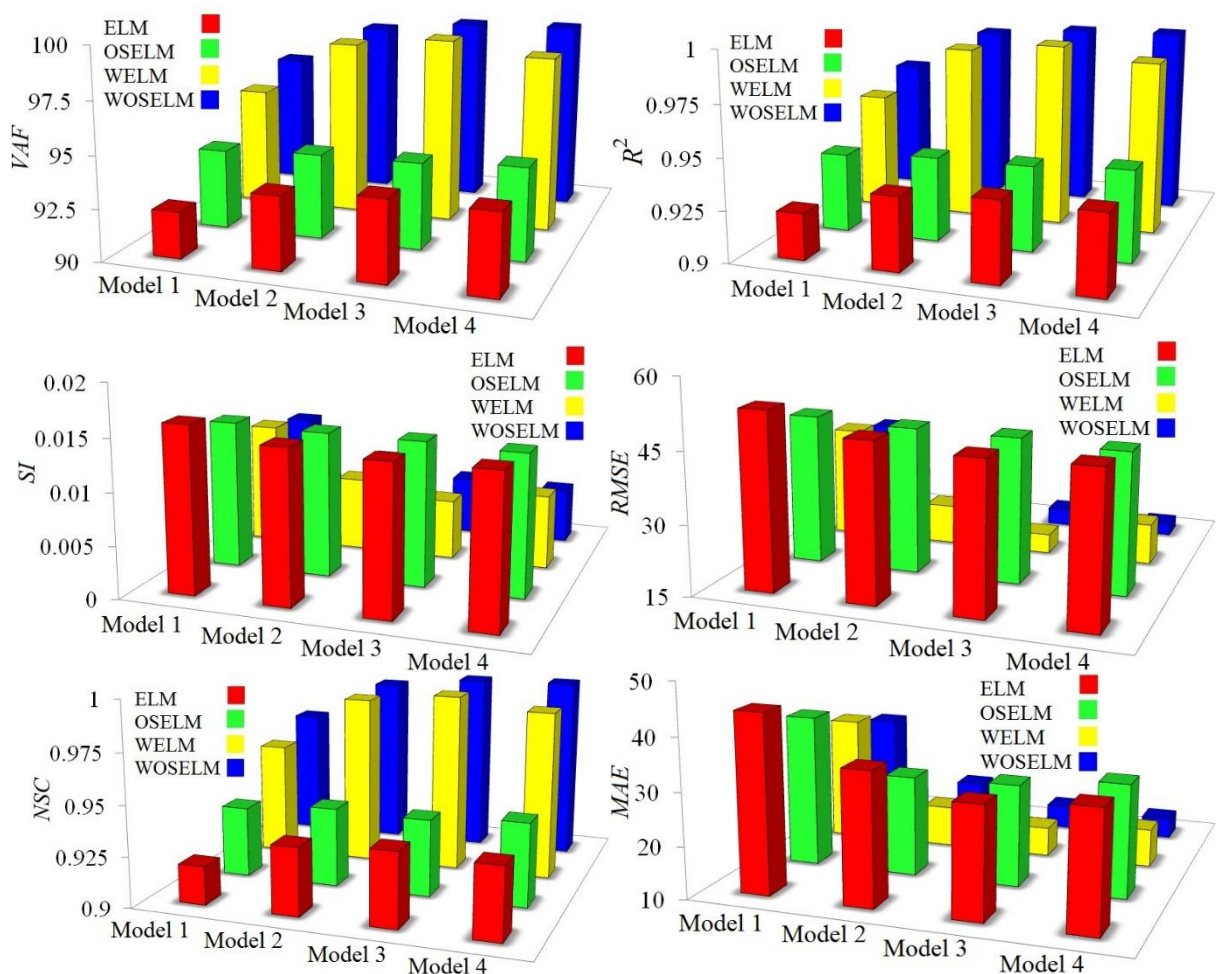 ELM
OSELM
WELM
WOSELM
100
97.5
95
92.5
90
VAF
Model 1
Model 2
Model 3
Model 4
ELM
OSELM
WELM
WOSELM
1
0.975
0.95
0.925
0.9
R²
Model 1
Model 2
Model 3
Model 4
ELM
OSELM
WELM
WOSELM
0.02
0.015
0.01
0.005
0
SI
Model 1
Model 2
Model 3
Model 4
ELM
OSELM
WELM
WOSELM
60
45
30
15
RMSE
Model 1
Model 2
Model 3
Model 4
ELM
OSELM
WELM
WOSELM
1
0.975
0.95
0.925
0.9
NSC
Model 1
Model 2
Model 3
Model 4
ELM
OSELM
WELM
WOSELM
50
40
30
20
10
MAE
Model 1
Model 2
Model 3
Model 4